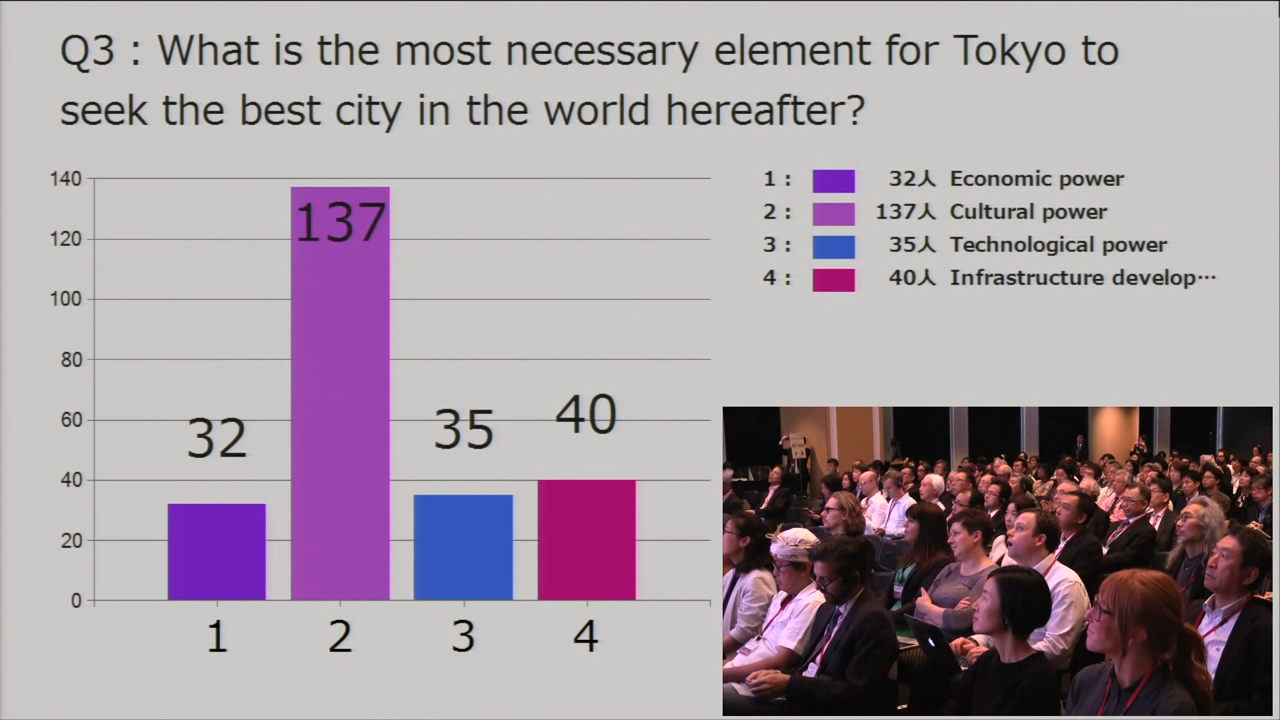 Q3 : What is the most necessary element for Tokyo to
seek the best city in the world hereafter?
140
120
100
80
60
40
20
0
32
137
35
40
1
2
3
4
1 : 32人 Economic power
2 : 137人 Cultural power
3 : 35人 Technological power
4 : 40人 Infrastructure develop…